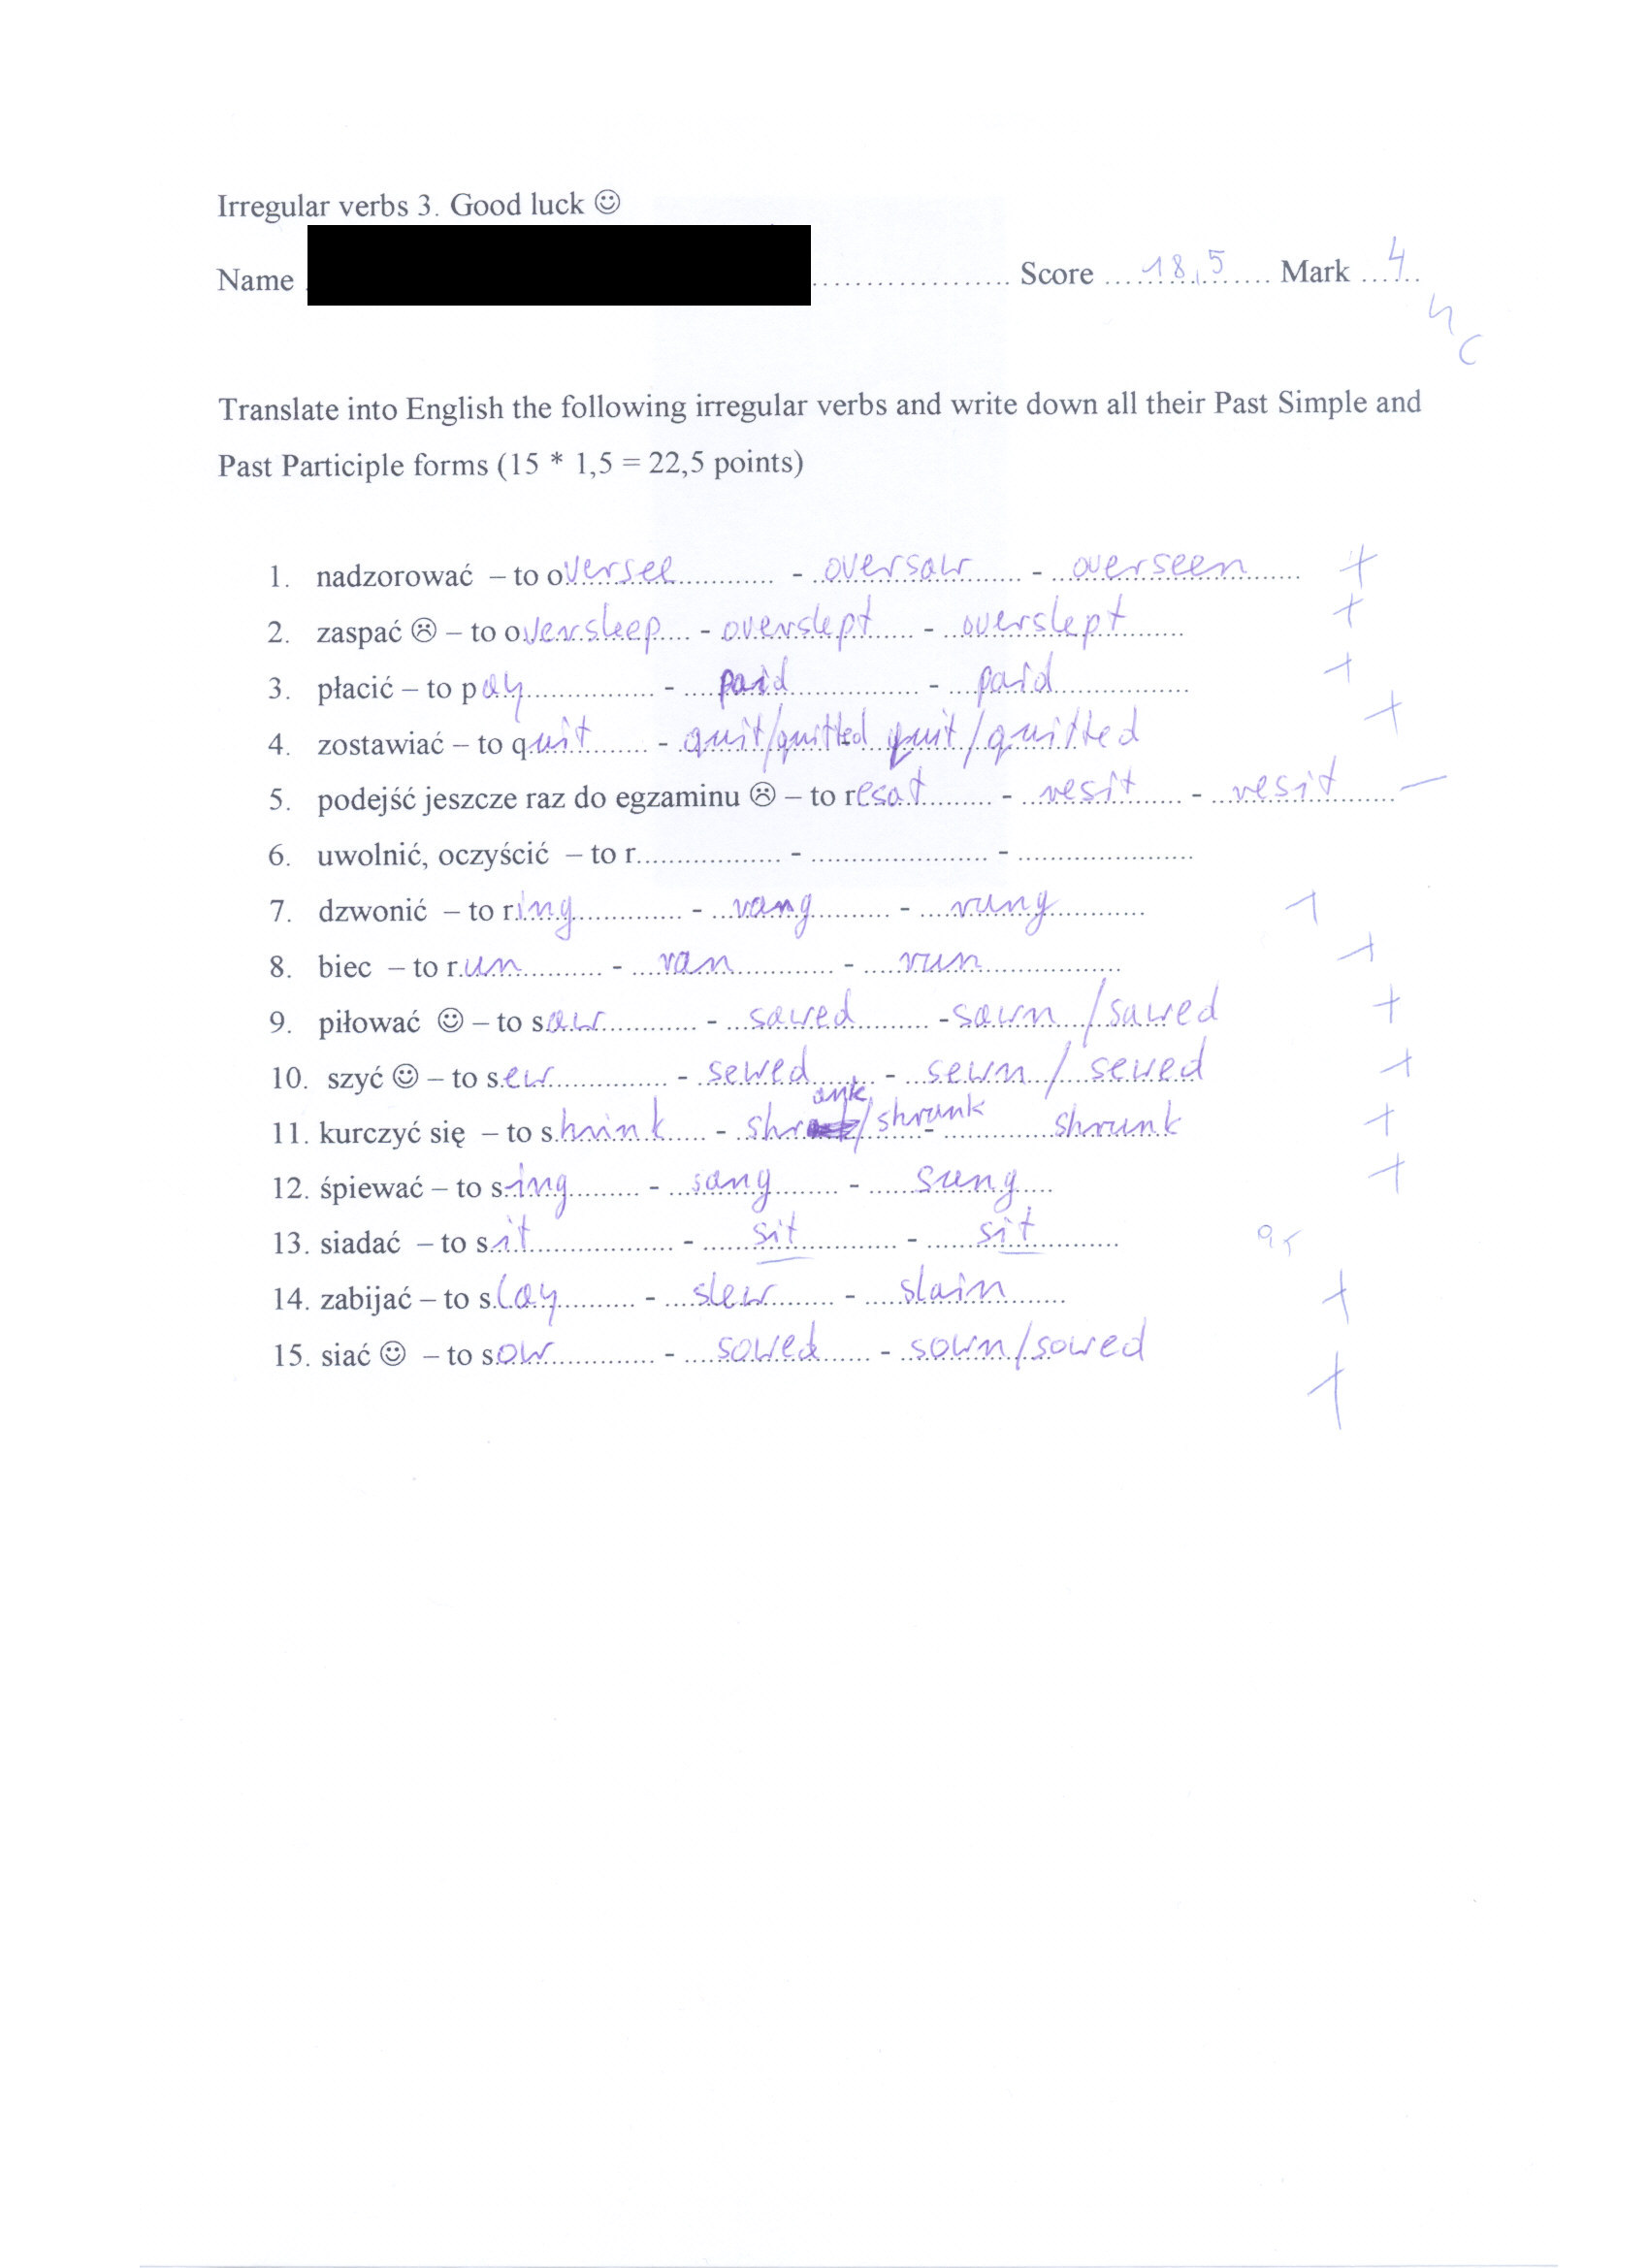 Irregular verbs 3. Good luck ☺
Name ................... Score ....18,5....... Mark ...4...
Translate into English the following irregular verbs and write down all their Past Simple and
Past Participle forms (15 * 1,5 = 22,5 points)
1. nadzorować – to oversee............ - ..oversaw...... - ...overseen...... +
2. zaspać ☹ – to oversleep.... - overslept..... - ..overslept....... +
3. płacić – to pay............... - ....paid............... - ...paid............... +
4. zostawiać – to quit....... - .quit/quitted quit/quitted +
5. podejść jeszcze raz do egzaminu ☹ – to resat......... - ...resit...... - ...resit....... –
6. uwolnić, oczyścić – to r................. - ..................... - .....................
7. dzwonić – to ring............. - ...rang......... - ....rung........... +
8. biec – to run.......... - ...ran............ - ....run................. +
9. piłować ☺ – to saw........... - ...sawed......... -sawn/sawed +
10. szyć ☺ – to sew.............. - ..sewed....... - ...sewn/sewed +
11. kurczyć się – to shrink..... - shrank/shrunk - .............shrunk +
12. śpiewać – to sing......... - ...sang......... - ......sung.... +
13. siadać – to sit................. - .......sit............ - .......sit.......... 0,5
14. zabijać – to slay.......... - ....slew........ - ....slain....... +
15. siać ☺ – to sow............. - ....sowed...... - ..sown/sowed +